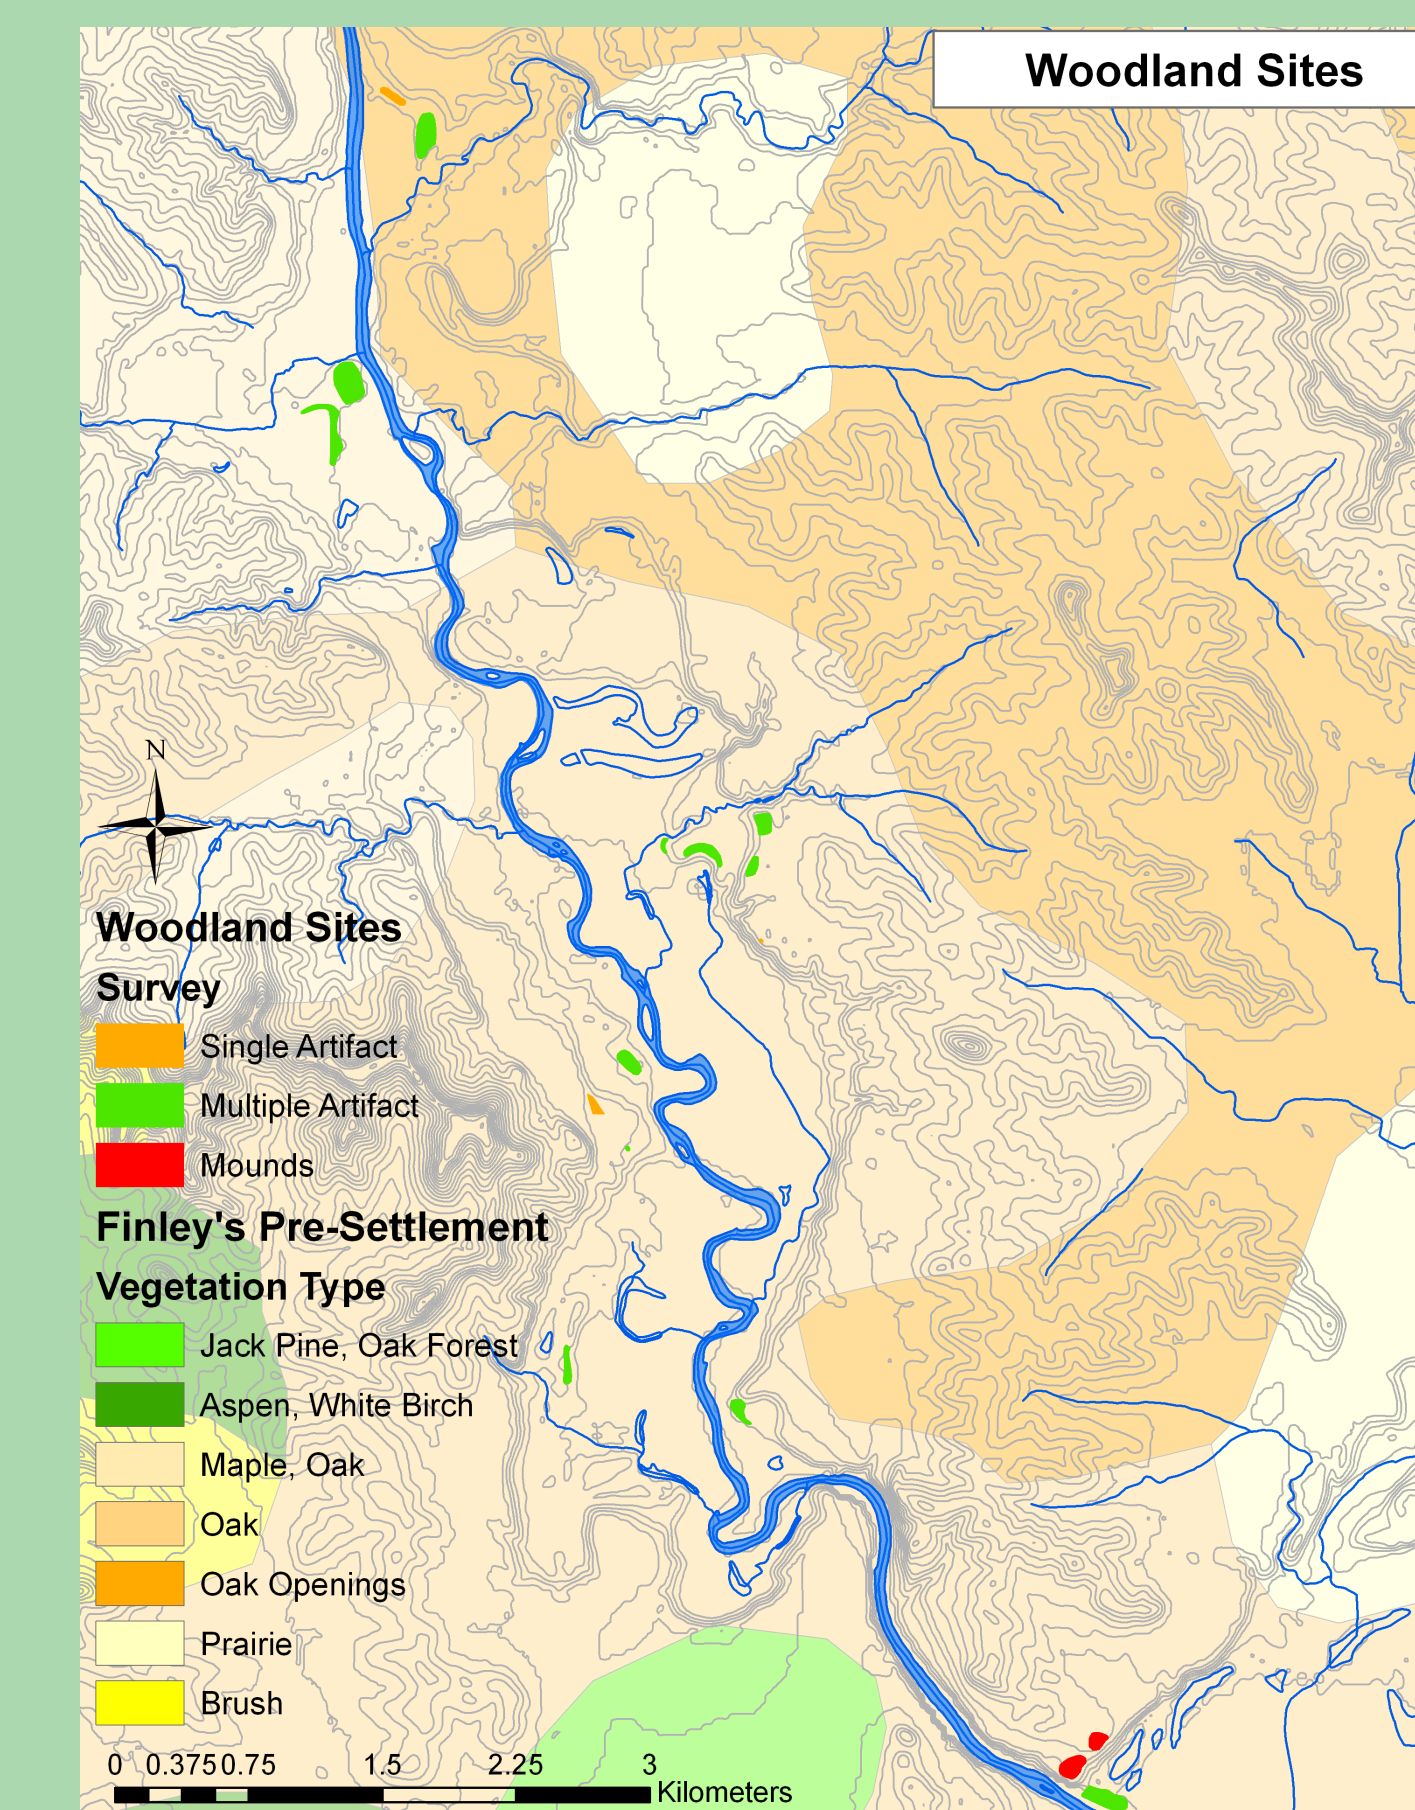 Woodland Sites
N
Woodland Sites
Survey
Single Artifact
Multiple Artifact
Mounds
Finley's Pre-Settlement
Vegetation Type
Jack Pine, Oak Forest
Aspen, White Birch
Maple, Oak
Oak
Oak Openings
Prairie
Brush
0 0.375 0.75 1.5 2.25 3
Kilometers